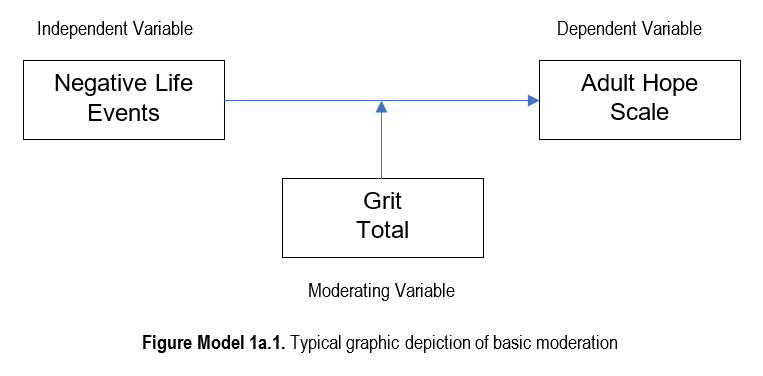 Independent Variable
Dependent Variable
Negative Life
Events
Adult Hope
Scale
Grit
Total
Moderating Variable
Figure Model 1a.1. Typical graphic depiction of basic moderation